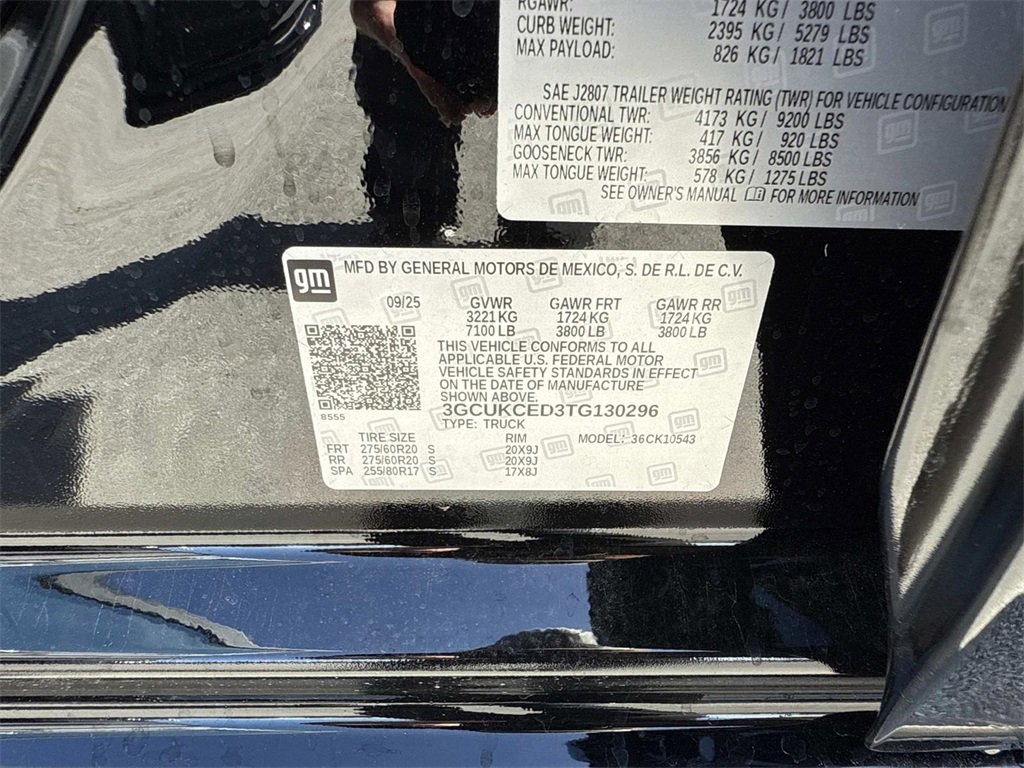 RGAWR: 1724 KG / 3800 LBS
CURB WEIGHT: 2395 KG / 5279 LBS
MAX PAYLOAD: 826 KG / 1821 LBS
SAE J2807 TRAILER WEIGHT RATING (TWR) FOR VEHICLE CONFIGURATION
CONVENTIONAL TWR: 4173 KG / 9200 LBS
MAX TONGUE WEIGHT: 417 KG / 920 LBS
GOOSENECK TWR: 3856 KG / 8500 LBS
MAX TONGUE WEIGHT: 578 KG / 1275 LBS
SEE OWNER'S MANUAL FOR MORE INFORMATION
gm MFD BY GENERAL MOTORS DE MEXICO, S. DE R.L. DE C.V.
09/25 GVWR GAWR FRT GAWR RR
3221 KG 1724 KG 1724 KG
7100 LB 3800 LB 3800 LB
THIS VEHICLE CONFORMS TO ALL
APPLICABLE U.S. FEDERAL MOTOR
VEHICLE SAFETY STANDARDS IN EFFECT
ON THE DATE OF MANUFACTURE
SHOWN ABOVE.
3GCUKCED3TG130296
8555
TYPE: TRUCK
TIRE SIZE RIM MODEL: 36CK10543
FRT 275/60R20 S 20X9J
RR 275/60R20 S 20X9J
SPA 255/80R17 S 17X8J